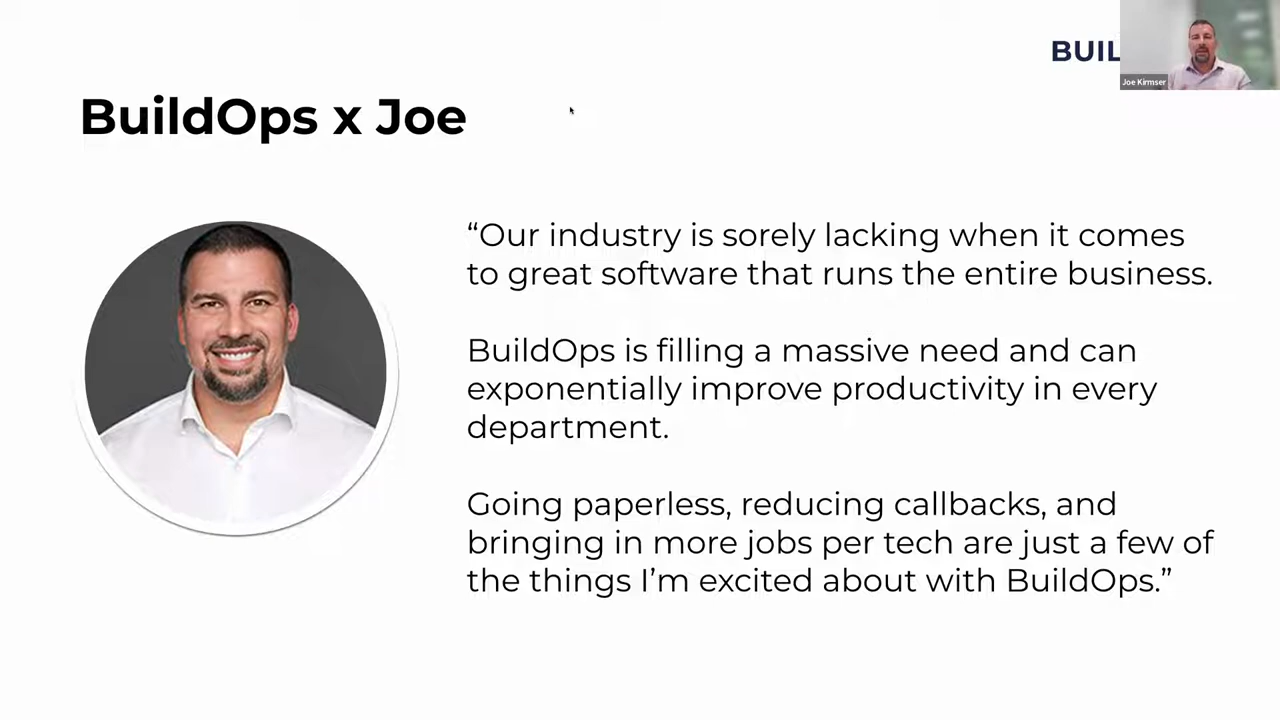 BUIL
Joe Kirmser
BuildOps x Joe
“Our industry is sorely lacking when it comes
to great software that runs the entire business.
BuildOps is filling a massive need and can
exponentially improve productivity in every
department.
Going paperless, reducing callbacks, and
bringing in more jobs per tech are just a few of
the things I’m excited about with BuildOps.”